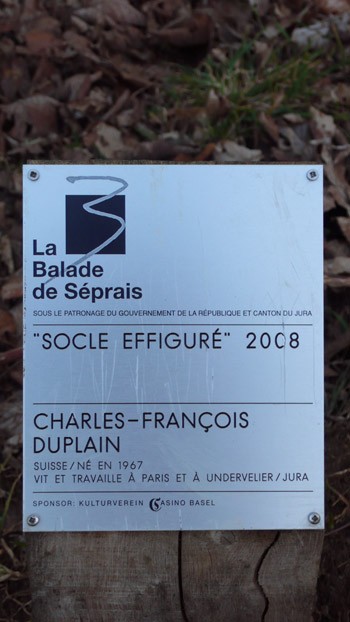 La
Balade
de Séprais
SOUS LE PATRONAGE DU GOUVERNEMENT DE LA RÉPUBLIQUE ET CANTON DU JURA
"SOCLE EFFIGURÉ" 2008
CHARLES-FRANÇOIS
DUPLAIN
SUISSE/NÉ EN 1967
VIT ET TRAVAILLE À PARIS ET À UNDERVELIER/JURA
SPONSOR: KULTURVEREIN CASINO BASEL